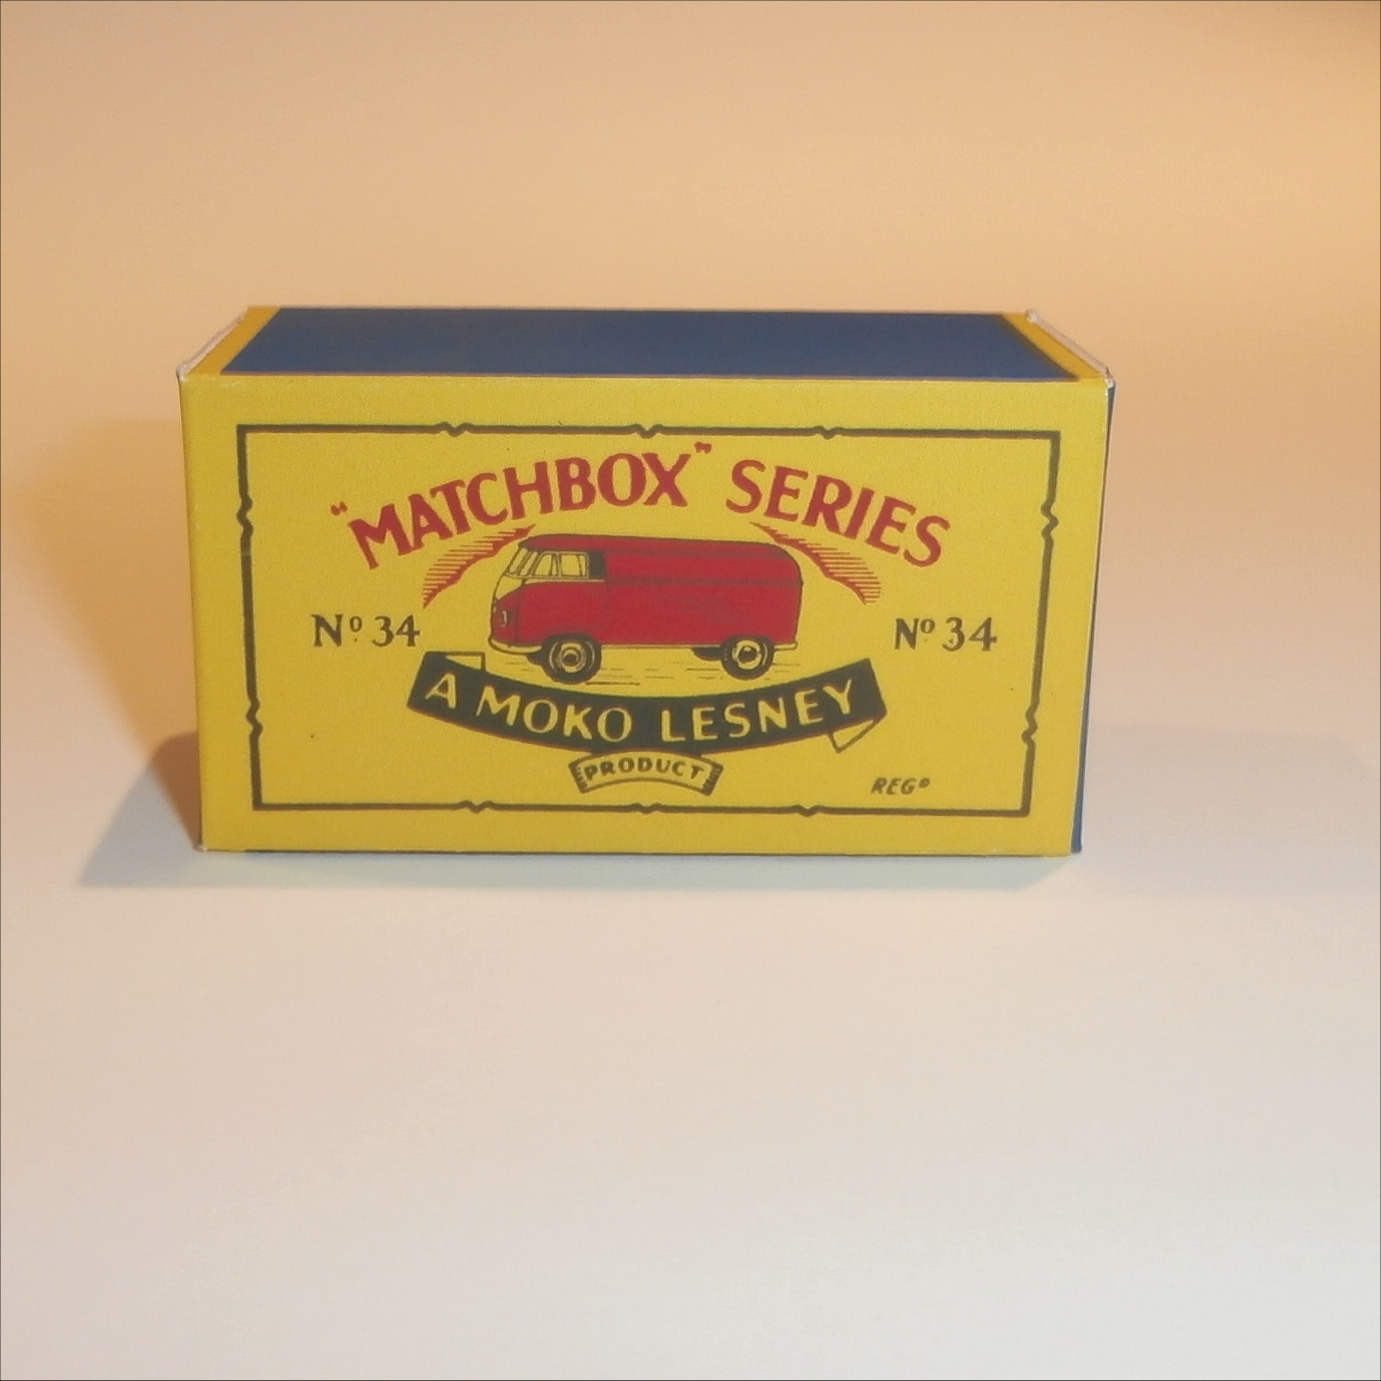 "MATCHBOX" SERIES
Nº 34
Nº 34
A MOKO LESNEY
PRODUCT
REGD